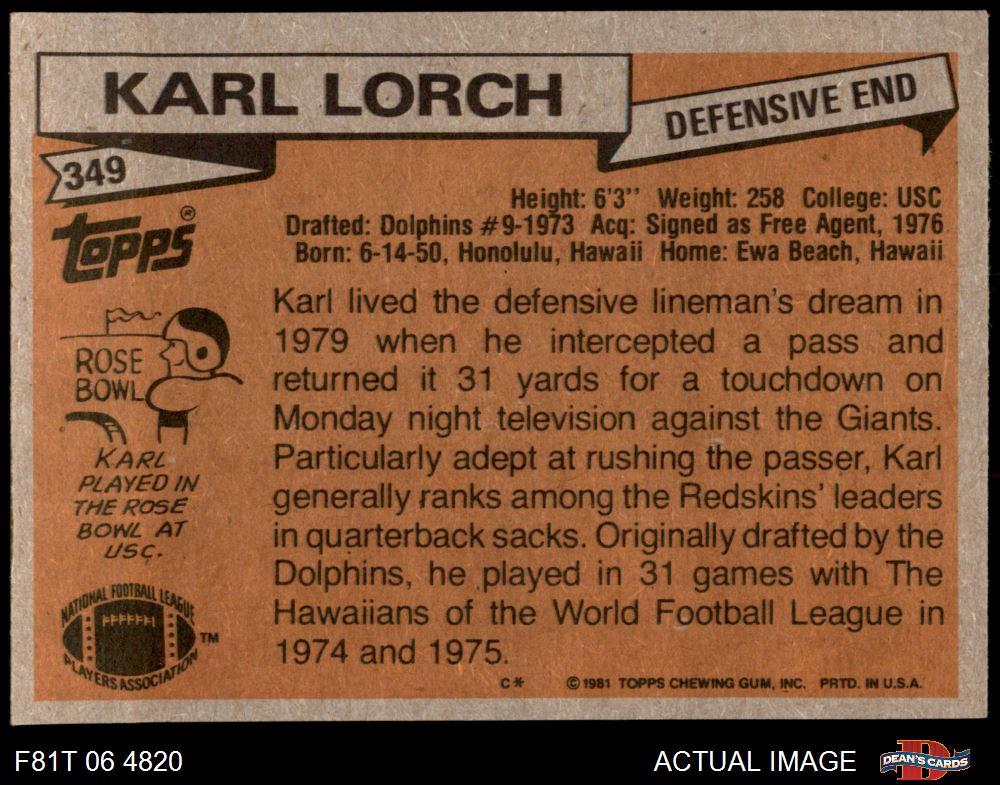 KARL LORCH
DEFENSIVE END
349
topps®
Height: 6'3'' Weight: 258 College: USC
Drafted: Dolphins #9-1973 Acq: Signed as Free Agent, 1976
Born: 6-14-50, Honolulu, Hawaii Home: Ewa Beach, Hawaii
Karl lived the defensive lineman's dream in
1979 when he intercepted a pass and
returned it 31 yards for a touchdown on
Monday night television against the Giants.
Particularly adept at rushing the passer, Karl
generally ranks among the Redskins' leaders
in quarterback sacks. Originally drafted by the
Dolphins, he played in 31 games with The
Hawaiians of the World Football League in
1974 and 1975.
ROSE
BOWL
KARL
PLAYED IN
THE ROSE
BOWL AT
USC.
NATIONAL FOOTBALL LEAGUE
PLAYERS ASSOCIATION
TM
C* © 1981 TOPPS CHEWING GUM, INC. PRTD. IN U.S.A.
F81T 06 4820
ACTUAL IMAGE
D
DEAN'S CARDS